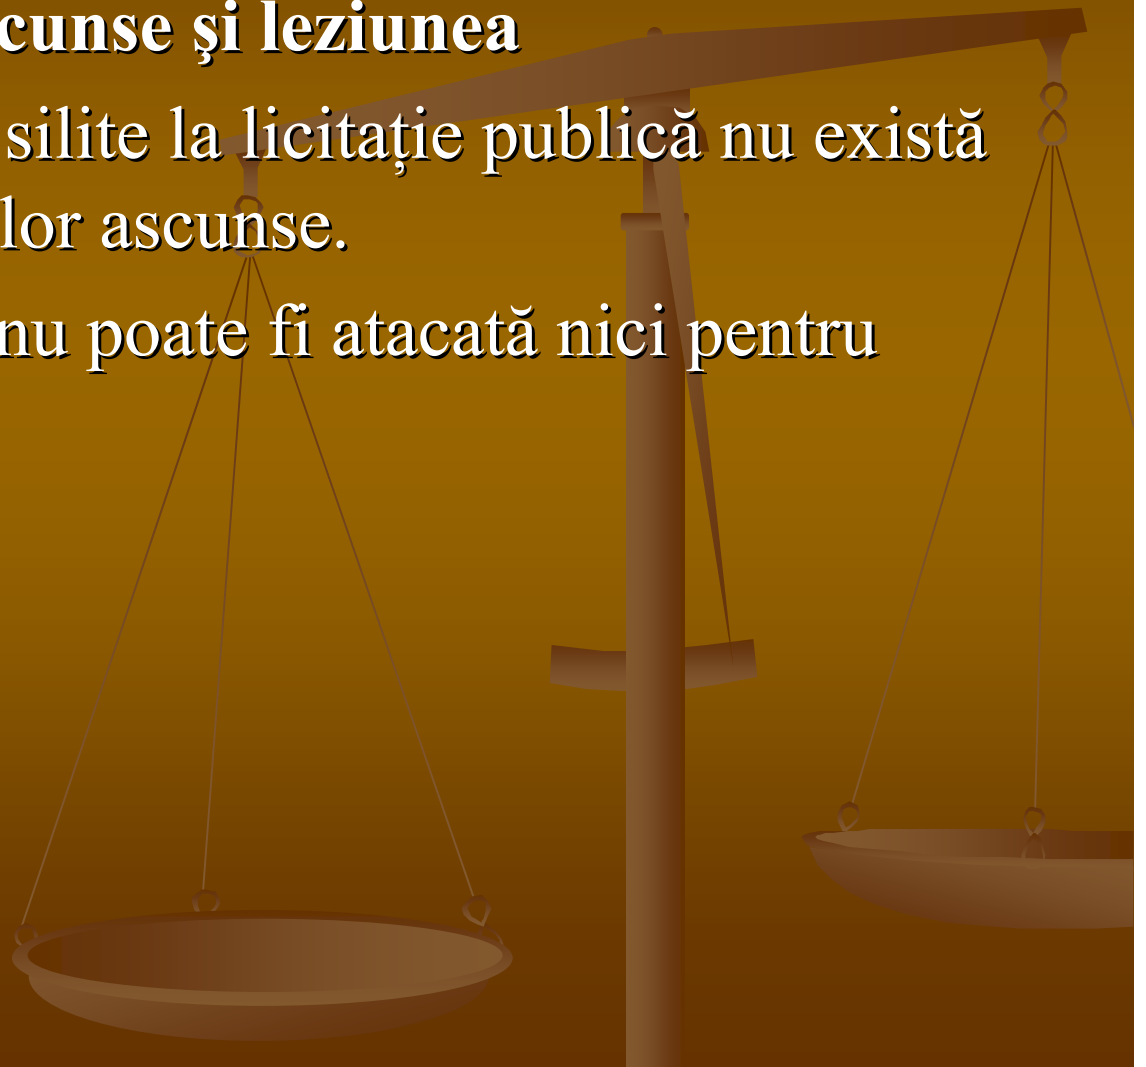 cunse şi leziunea
silite la licitație publică nu există
lor ascunse.
nu poate fi atacată nici pentru